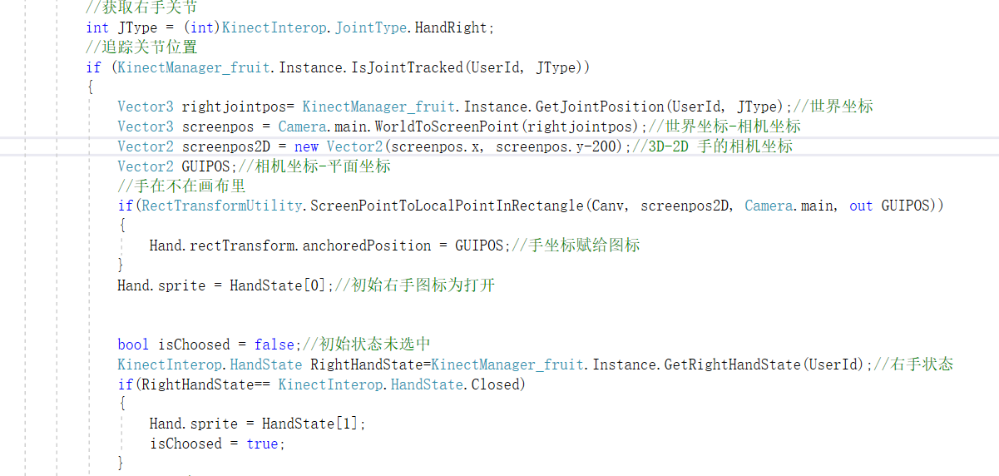 //获取右手关节
int JType = (int)KinectInterop.JointType.HandRight;
//追踪关节位置
if (KinectManager_fruit.Instance.IsJointTracked(UserId, JType))
{
Vector3 rightjointpos= KinectManager_fruit.Instance.GetJointPosition(UserId, JType);//世界坐标
Vector3 screenpos = Camera.main.WorldToScreenPoint(rightjointpos);//世界坐标-相机坐标
Vector2 screenpos2D = new Vector2(screenpos.x, screenpos.y-200);//3D-2D 手的相机坐标
Vector2 GUIPOS;//相机坐标-平面坐标
//手在不在画布里
if(RectTransformUtility.ScreenPointToLocalPointInRectangle(Canv, screenpos2D, Camera.main, out GUIPOS))
{
Hand.rectTransform.anchoredPosition = GUIPOS;//手坐标赋给图标
}
Hand.sprite = HandState[0];//初始右手图标为打开
bool isChoosed = false;//初始状态未选中
KinectInterop.HandState RightHandState=KinectManager_fruit.Instance.GetRightHandState(UserId);//右手状态
if(RightHandState== KinectInterop.HandState.Closed)
{
Hand.sprite = HandState[1];
isChoosed = true;
}